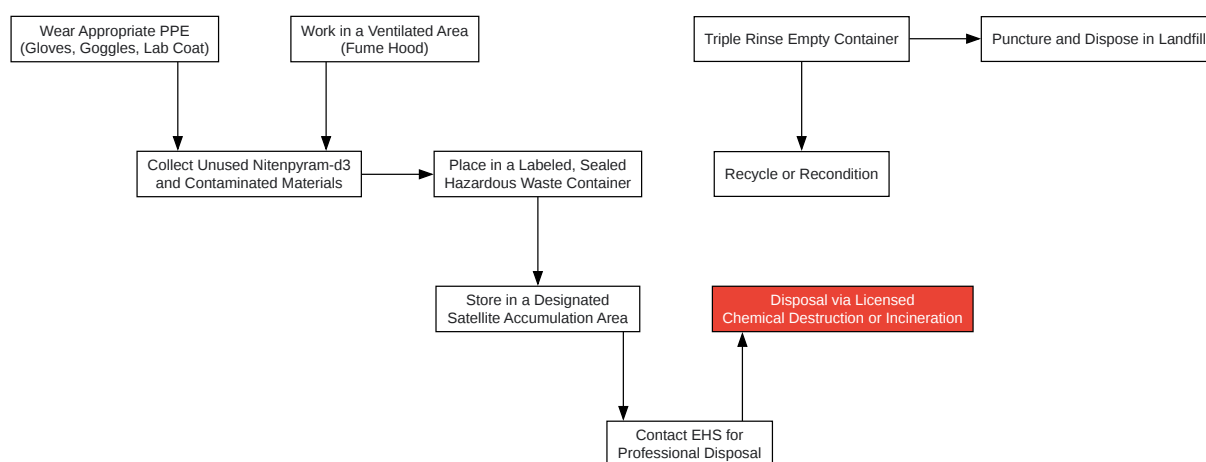 Wear Appropriate PPE
(Gloves, Goggles, Lab Coat)
Work in a Ventilated Area
(Fume Hood)
Triple Rinse Empty Container
Puncture and Dispose in Landfill
Collect Unused Nitenpyram-d3
and Contaminated Materials
Place in a Labeled, Sealed
Hazardous Waste Container
Recycle or Recondition
Store in a Designated
Satellite Accumulation Area
Disposal via Licensed
Chemical Destruction or Incineration
Contact EHS for
Professional Disposal